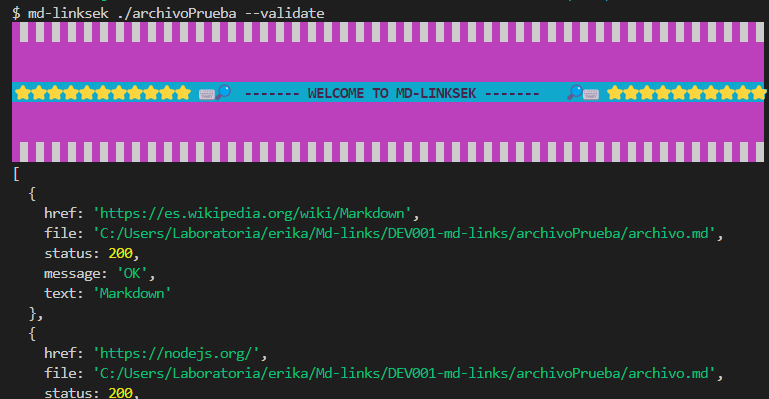 $ md-linksek ./archivoPrueba --validate
⭐⭐⭐⭐⭐⭐⭐⭐⭐⭐⭐ ⌨️🔎 ------- WELCOME TO MD-LINKSEK ------- 🔎⌨️ ⭐⭐⭐⭐⭐⭐⭐⭐⭐⭐
[
  {
    href: 'https://es.wikipedia.org/wiki/Markdown',
    file: 'C:/Users/Laboratoria/erika/Md-links/DEV001-md-links/archivoPrueba/archivo.md',
    status: 200,
    message: 'OK',
    text: 'Markdown'
  },
  {
    href: 'https://nodejs.org/',
    file: 'C:/Users/Laboratoria/erika/Md-links/DEV001-md-links/archivoPrueba/archivo.md',
    status: 200,